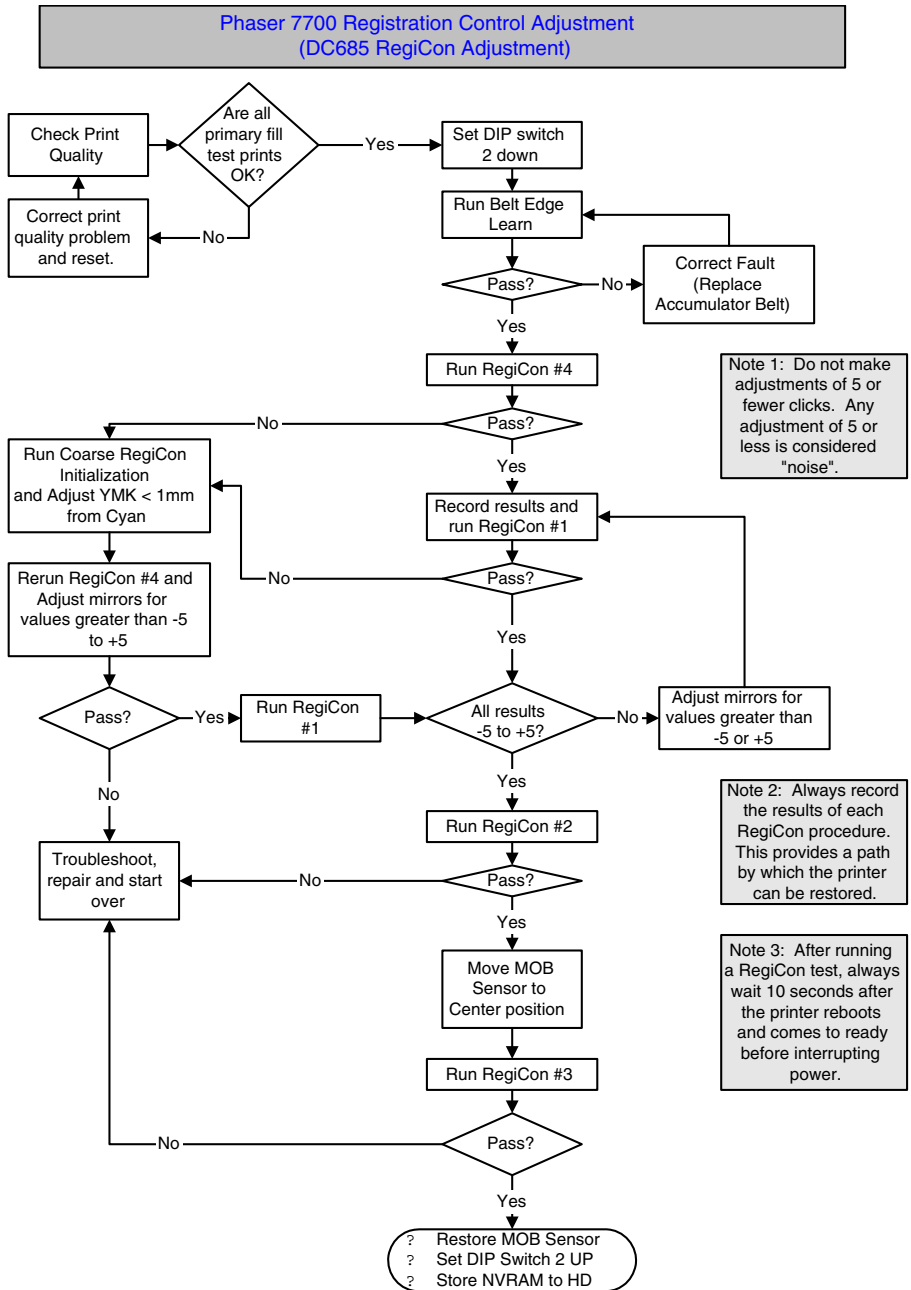 Phaser 7700 Registration Control Adjustment
(DC685 RegiCon Adjustment)
Check Print
Quality
Are all
primary fill
test prints
OK?
Yes
Set DIP switch
2 down
Correct print
quality problem
and reset.
No
Run Belt Edge
Learn
Pass?
No
Correct Fault
(Replace
Accumulator Belt)
Yes
Run RegiCon #4
Note 1: Do not make
adjustments of 5 or
fewer clicks. Any
adjustment of 5 or
less is considered
"noise".
No
Pass?
Run Coarse RegiCon
Initialization
and Adjust YMK < 1mm
from Cyan
Yes
Record results and
run RegiCon #1
No
Pass?
Rerun RegiCon #4 and
Adjust mirrors for
values greater than -5
to +5
Yes
Pass?
Yes
Run RegiCon
#1
All results
-5 to +5?
No
Adjust mirrors for
values greater than
-5 or +5
No
Yes
Run RegiCon #2
Note 2: Always record
the results of each
RegiCon procedure.
This provides a path
by which the printer
can be restored.
Troubleshoot,
repair and start
over
No
Pass?
Yes
Move MOB
Sensor to
Center position
Note 3: After running
a RegiCon test, always
wait 10 seconds after
the printer reboots
and comes to ready
before interrupting
power.
Run RegiCon #3
No
Pass?
Yes
? Restore MOB Sensor
? Set DIP Switch 2 UP
? Store NVRAM to HD